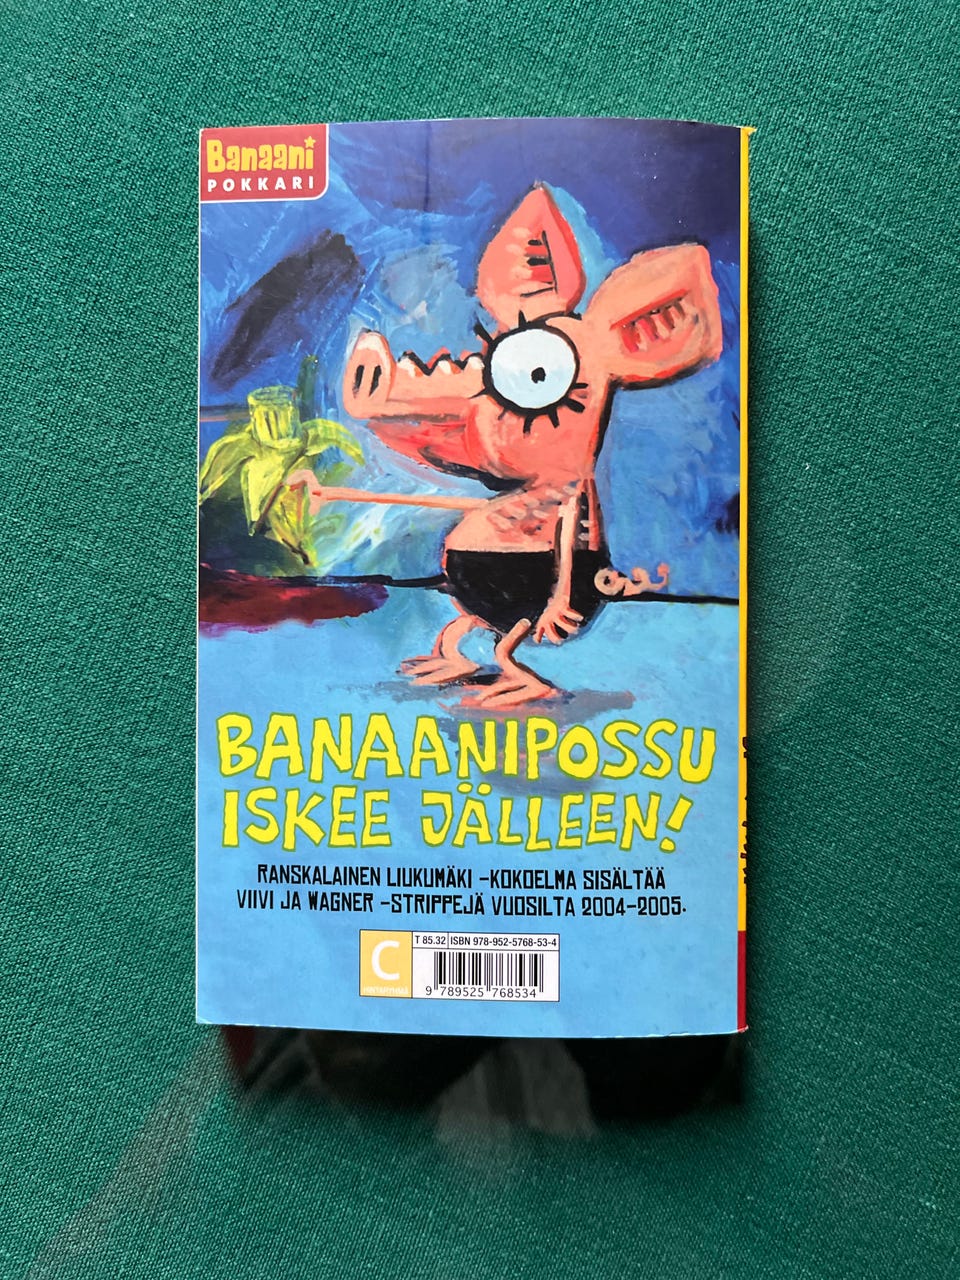 Banaani
POKKARI
BANAANIPOSSU
ISKEE JÄLLEEN!
RANSKALAINEN LIUKUMÄKI -KOKOELMA SISÄLTÄÄ
VIIVI JA WAGNER -STRIPPEJÄ VUOSILTA 2004-2005.
C
HINTARYHMÄ
T 85.32 ISBN 978-952-5768-53-4
9 789525 768534